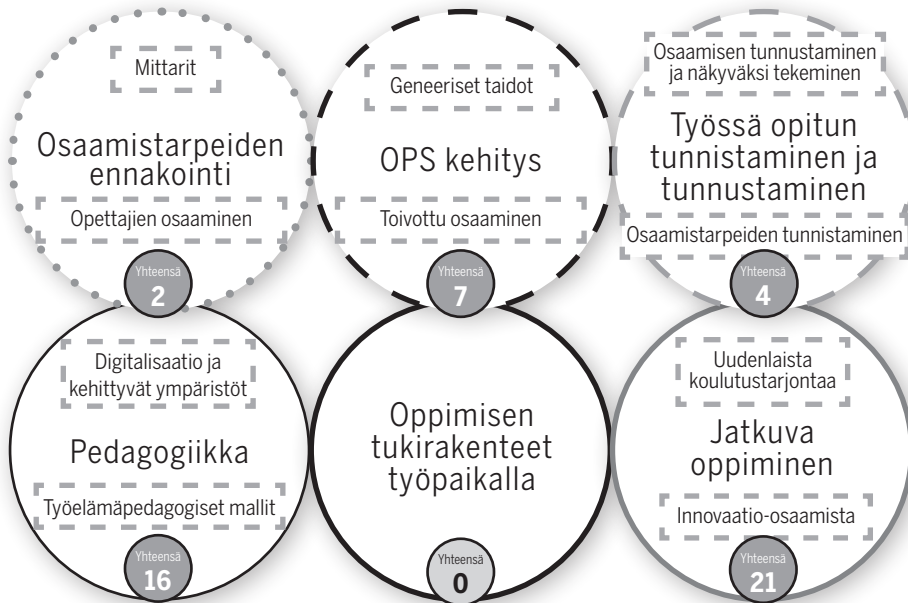 Mittarit
Osaamistarpeiden
ennakointi
Opettajien osaaminen
Yhteensä
2
Geneeriset taidot
OPS kehitys
Toivottu osaaminen
Yhteensä
7
Osaamisen tunnustaminen
ja näkyväksi tekeminen
Työssä opitun
tunnistaminen ja
tunnustaminen
Osaamistarpeiden tunnistaminen
Yhteensä
4
Digitalisaatio ja
kehittyvät ympäristöt
Pedagogiikka
Työelämäpedagogiset mallit
Yhteensä
16
Oppimisen
tukirakenteet
työpaikalla
Yhteensä
0
Uudenlaista
koulutustarjontaa
Jatkuva
oppiminen
Innovaatio-osaamista
Yhteensä
21